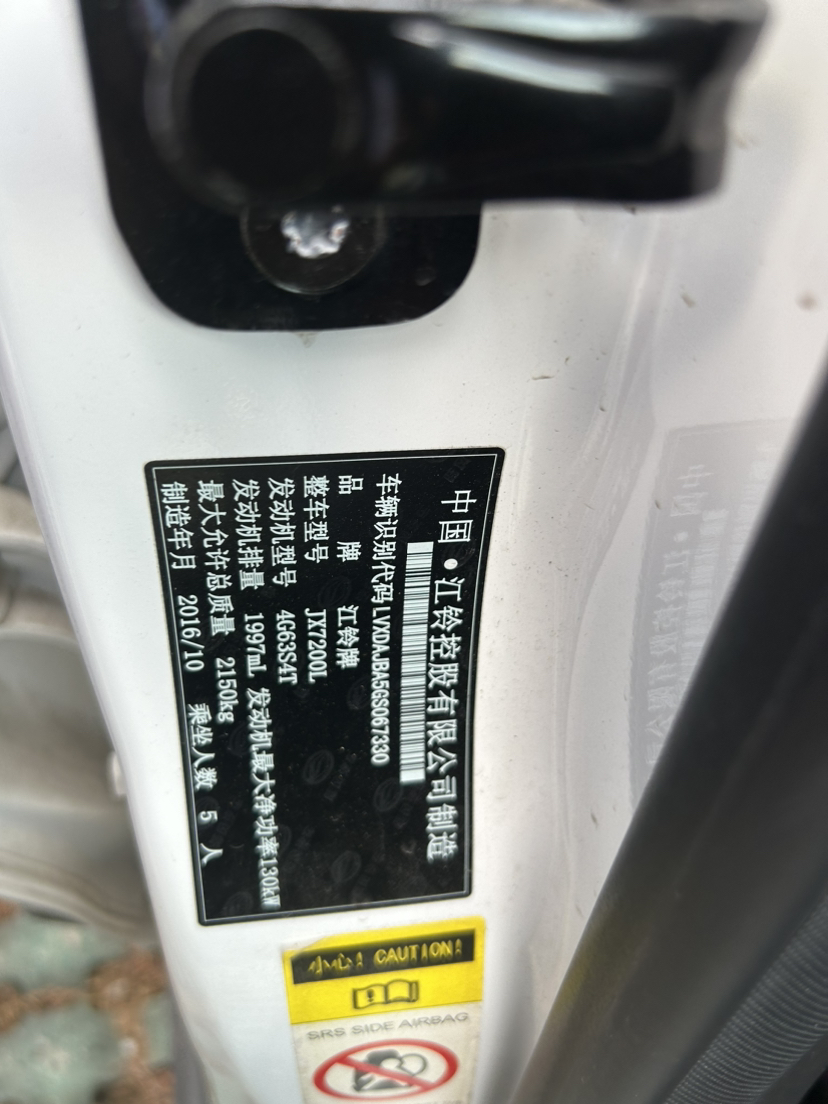 中国·江铃控股有限公司制造
车辆识别代码 LVXDAJBA5GS067330
品 牌 江铃牌
整车型号 JX7200L
发动机型号 4G63S4T
发动机排量 1997mL 发动机最大净功率130kW
最大允许总质量 2150kg
制造年月 2016/10 乘坐人数 5 人
小心! CAUTION!
SRS SIDE AIRBAG